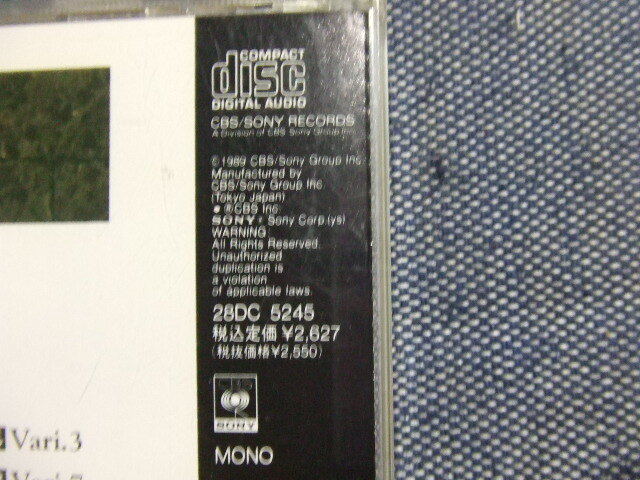 COMPACT
disc
DIGITAL AUDIO
CBS/SONY RECORDS
A Division of CBS Sony Group Inc.
©1989 CBS/Sony Group Inc.
Manufactured by
CBS/Sony Group Inc.
(Tokyo Japan)
● ℗CBS Inc.
SONY® Sony Corp.(ys)
WARNING
All Rights Reserved.
Unauthorized
duplication is
a violation
of applicable laws.
28DC 5245
税込定価¥2,627
(税抜価格¥2,550)
SONY
MONO
Vari.3
Vari.7